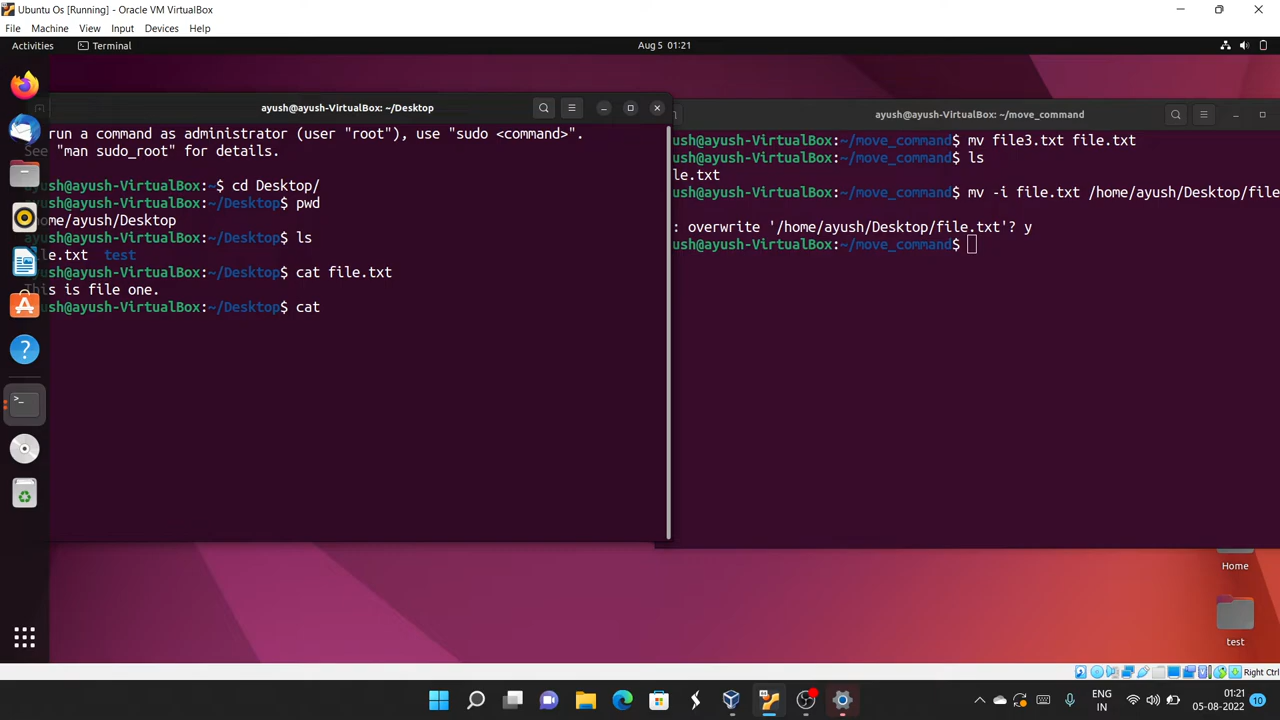 Ubuntu Os [Running] - Oracle VM VirtualBox
File Machine View Input Devices Help
Activities Terminal Aug 5 01:21
ayush@ayush-VirtualBox: ~/Desktop
run a command as administrator (user "root"), use "sudo <command>".
See "man sudo_root" for details.
ush@ayush-VirtualBox:~$ cd Desktop/
ush@ayush-VirtualBox:~/Desktop$ pwd
home/ayush/Desktop
ush@ayush-VirtualBox:~/Desktop$ ls
le.txt test
ush@ayush-VirtualBox:~/Desktop$ cat file.txt
This is file one.
ush@ayush-VirtualBox:~/Desktop$ cat
ayush@ayush-VirtualBox: ~/move_command
ush@ayush-VirtualBox:~/move_command$ mv file3.txt file.txt
ush@ayush-VirtualBox:~/move_command$ ls
le.txt
ush@ayush-VirtualBox:~/move_command$ mv -i file.txt /home/ayush/Desktop/file
: overwrite '/home/ayush/Desktop/file.txt'? y
ush@ayush-VirtualBox:~/move_command$
Home
test
Right Ctrl
ENG
IN
01:21
05-08-2022
10